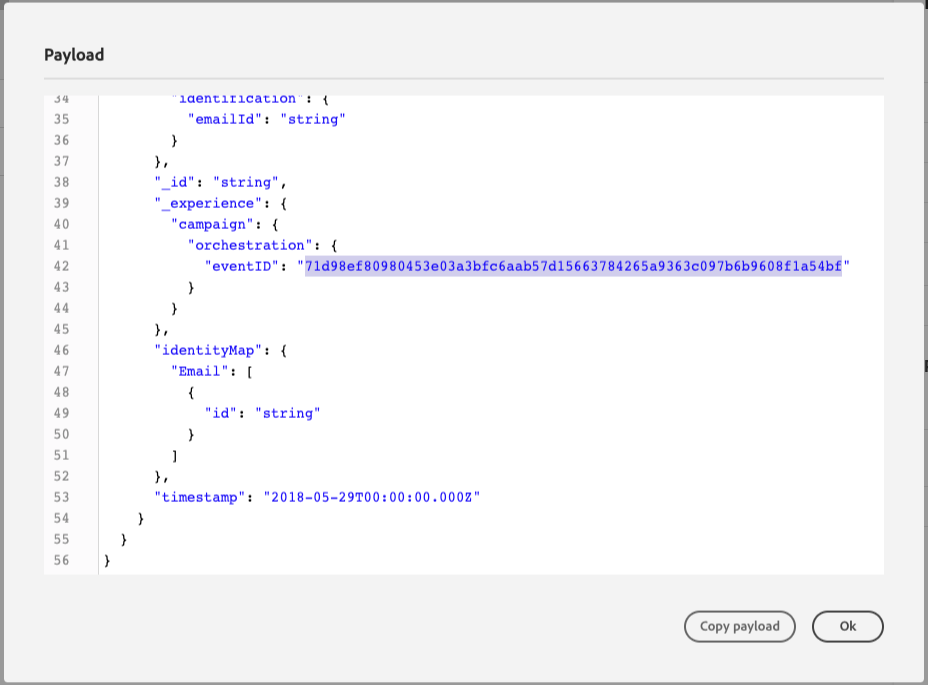 Payload
34 "identification": {
35 "emailId": "string"
36 }
37 },
38 "_id": "string",
39 "_experience": {
40 "campaign": {
41 "orchestration": {
42 "eventID": "71d98ef80980453e03a3bfc6aab57d15663784265a9363c097b6b9608f1a54bf"
43 }
44 }
45 },
46 "identityMap": {
47 "Email": [
48 {
49 "id": "string"
50 }
51 ]
52 },
53 "timestamp": "2018-05-29T00:00:00.000Z"
54 }
55 }
56 }
Copy payload Ok